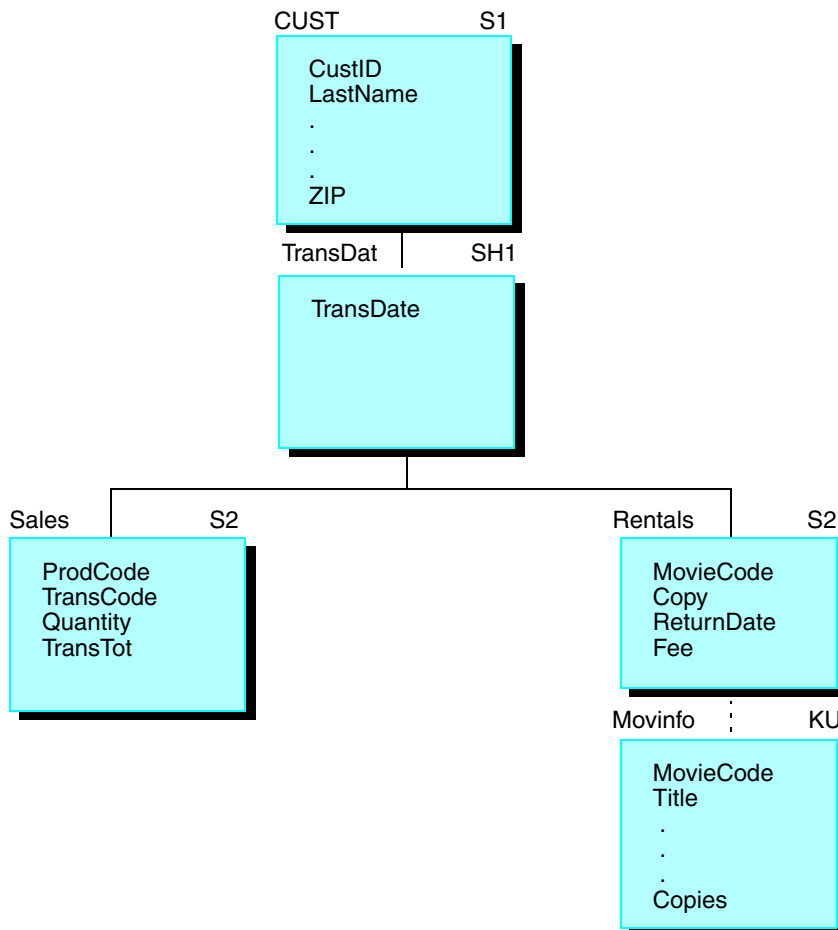 CUST S1
CustID
LastName
.
.
.
ZIP
TransDat SH1
TransDate
Sales S2
ProdCode
TransCode
Quantity
TransTot
Rentals S2
MovieCode
Copy
ReturnDate
Fee
Movinfo KU
MovieCode
Title
.
.
.
Copies